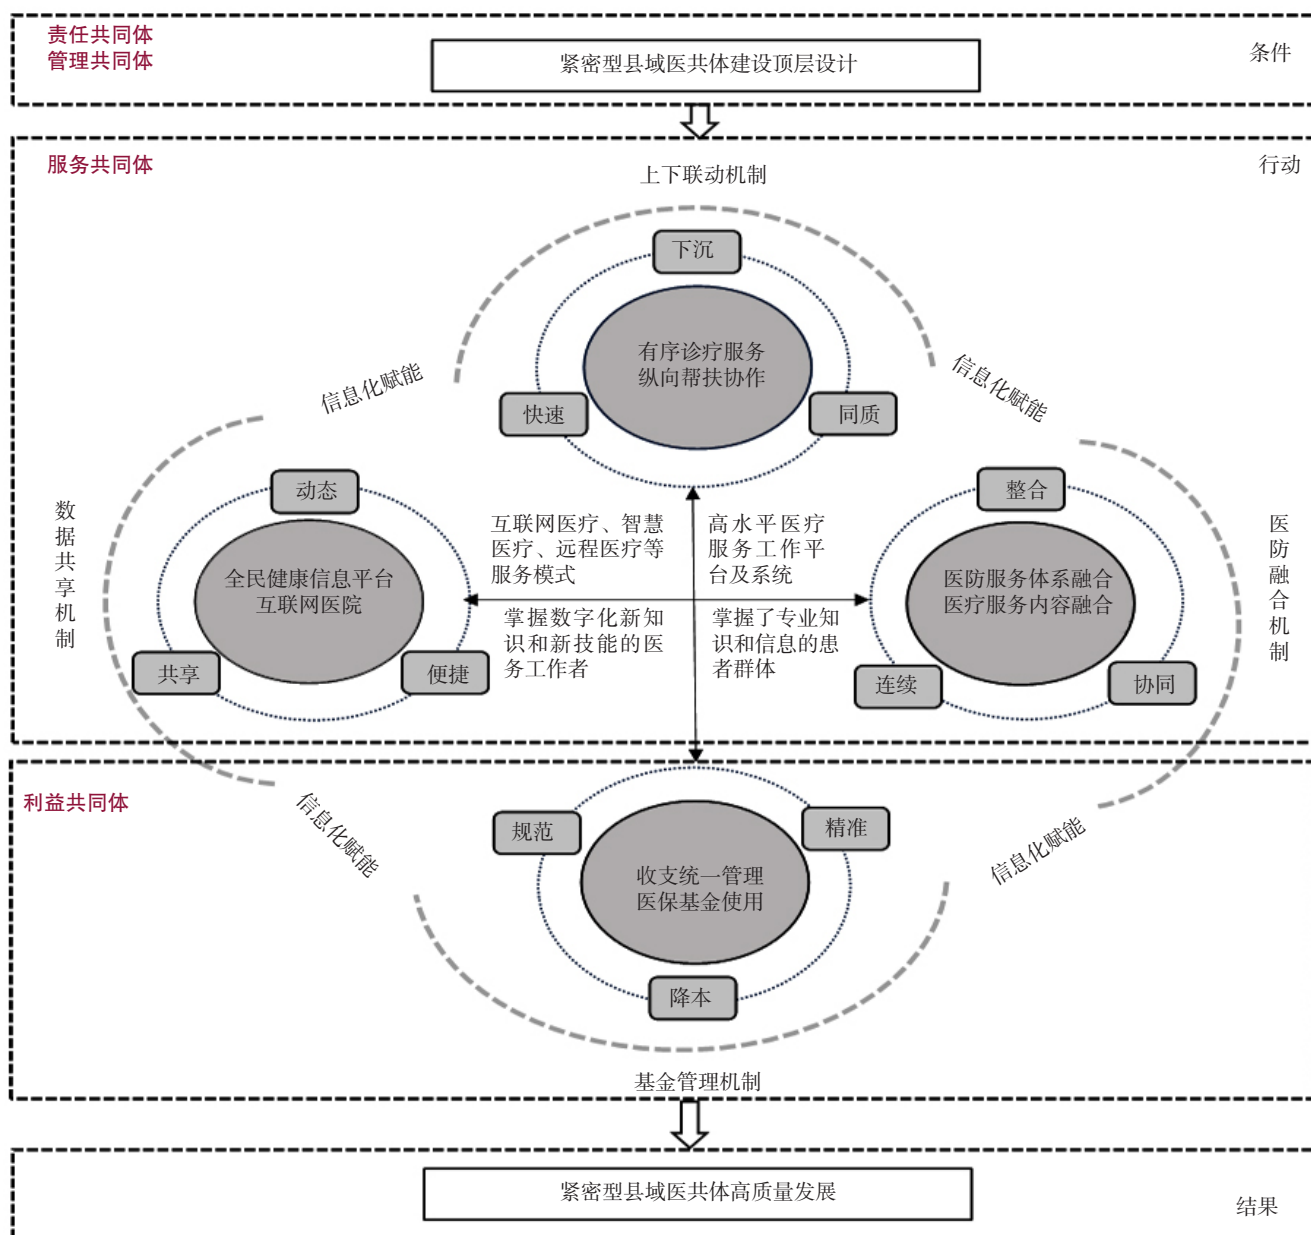 责任共同体
管理共同体
紧密型县域医共体建设顶层设计
条件
服务共同体
行动
上下联动机制
下沉
有序诊疗服务
纵向帮扶协作
快速
同质
信息化赋能
信息化赋能
数据共享机制
动态
全民健康信息平台
互联网医院
共享
便捷
互联网医疗、智慧
医疗、远程医疗等
服务模式
高水平医疗
服务工作平
台及系统
掌握数字化新知
识和新技能的医
务工作者
掌握了专业知
识和信息的患
者群体
整合
医防服务体系融合
医疗服务内容融合
连续
协同
医防融合机制
利益共同体
信息化赋能
信息化赋能
规范
精准
收支统一管理
医保基金使用
降本
基金管理机制
紧密型县域医共体高质量发展
结果